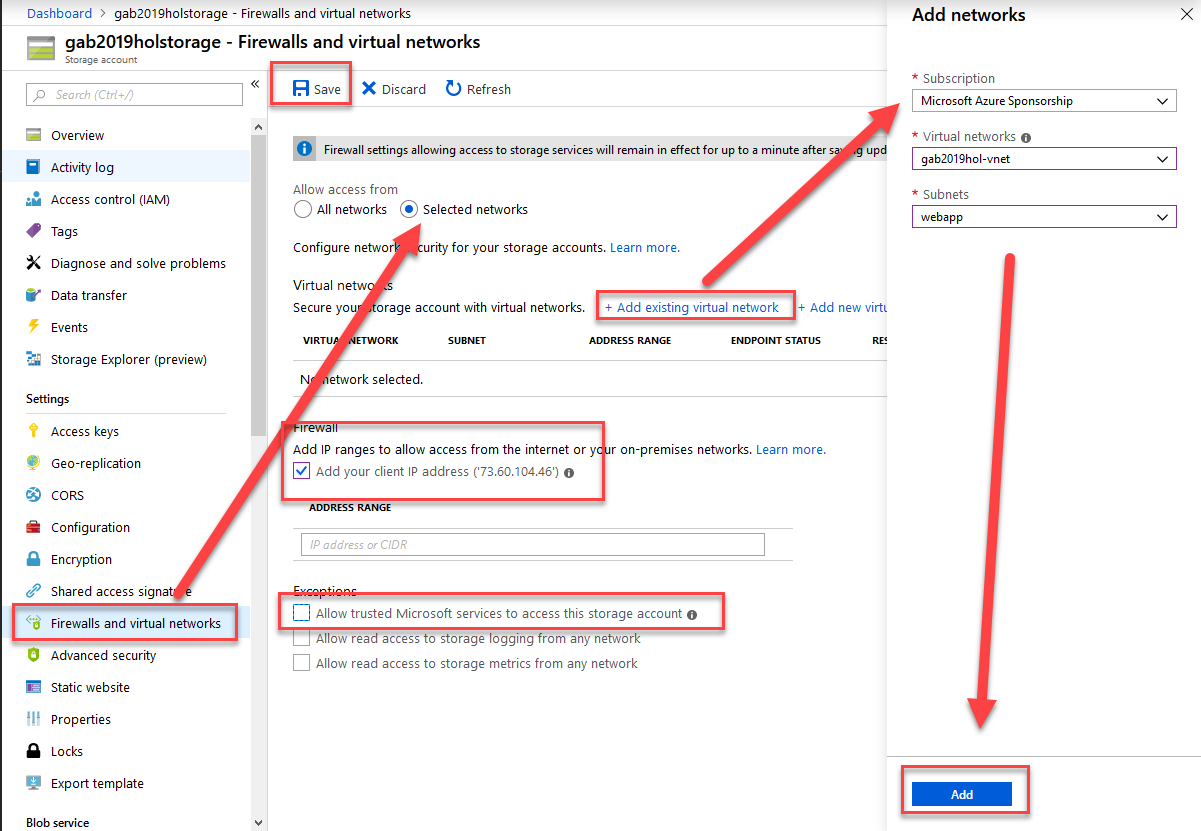 Dashboard > gab2019holstorage - Firewalls and virtual networks
gab2019holstorage - Firewalls and virtual networks
Storage account
Search (Ctrl+/)
Overview
Activity log
Access control (IAM)
Tags
Diagnose and solve problems
Data transfer
Events
Storage Explorer (preview)
Settings
Access keys
Geo-replication
CORS
Configuration
Encryption
Shared access signature
Firewalls and virtual networks
Advanced security
Static website
Properties
Locks
Export template
Blob service
Save Discard Refresh
Firewall settings allowing access to storage services will remain in effect for up to a minute after saving upd
Allow access from
All networks Selected networks
Configure network security for your storage accounts. Learn more.
Virtual networks
Secure your storage account with virtual networks. + Add existing virtual network + Add new virtu
VIRTUAL NETWORK SUBNET ADDRESS RANGE ENDPOINT STATUS RES
No network selected.
Firewall
Add IP ranges to allow access from the internet or your on-premises networks. Learn more.
Add your client IP address ('73.60.104.46')
ADDRESS RANGE
IP address or CIDR
Exceptions
Allow trusted Microsoft services to access this storage account
Allow read access to storage logging from any network
Allow read access to storage metrics from any network
Add networks
* Subscription
Microsoft Azure Sponsorship
* Virtual networks
gab2019hol-vnet
* Subnets
webapp
Add